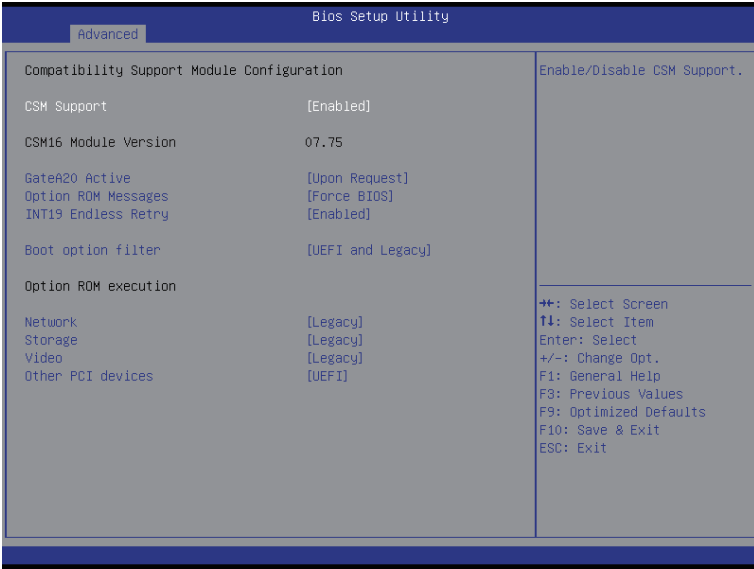 Bios Setup Utility
Advanced
Compatibility Support Module Configuration
CSM Support [Enabled]
CSM16 Module Version 07.75
GateA20 Active [Upon Request]
Option ROM Messages [Force BIOS]
INT19 Endless Retry [Enabled]
Boot option filter [UEFI and Legacy]
Option ROM execution
Network [Legacy]
Storage [Legacy]
Video [Legacy]
Other PCI devices [UEFI]
Enable/Disable CSM Support.
→←: Select Screen
↑↓: Select Item
Enter: Select
+/-: Change Opt.
F1: General Help
F3: Previous Values
F9: Optimized Defaults
F10: Save & Exit
ESC: Exit